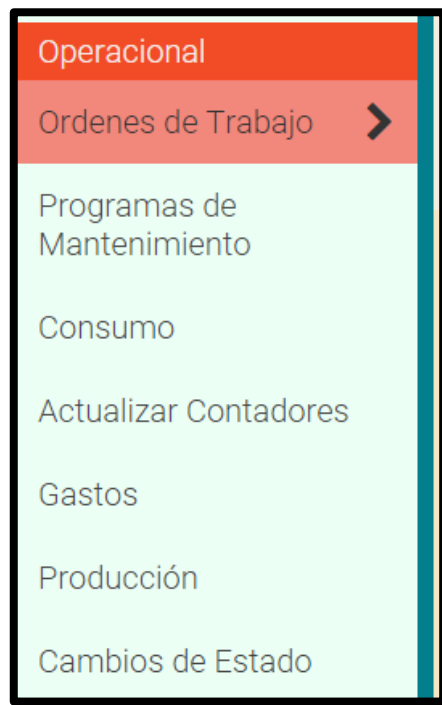 Operacional
Ordenes de Trabajo
Programas de
Mantenimiento
Consumo
Actualizar Contadores
Gastos
Producción
Cambios de Estado